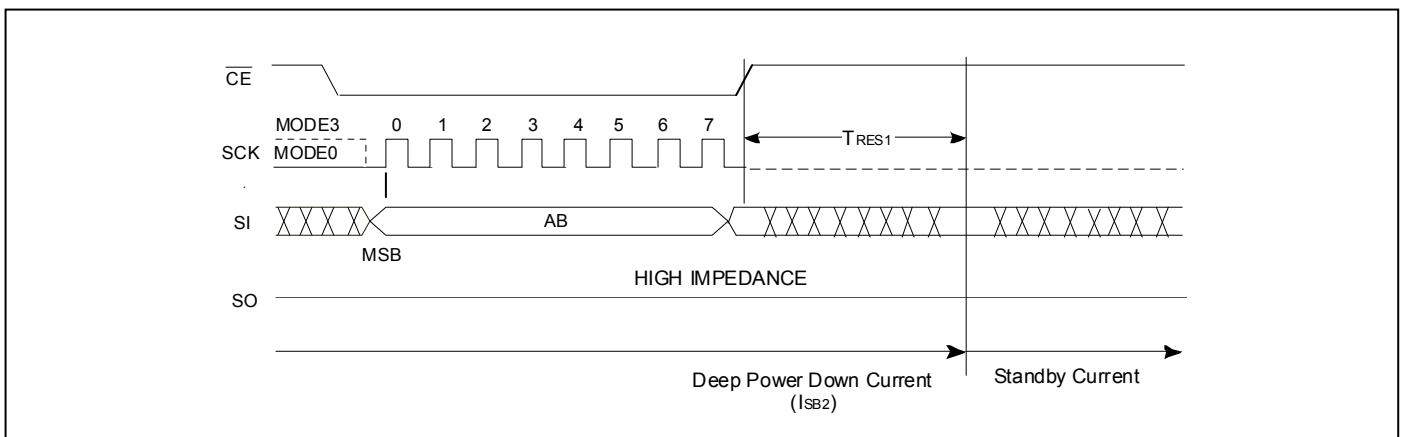 CE
MODE3 0 1 2 3 4 5 6 7
SCK MODE0
TRES1
SI AB
MSB
HIGH IMPEDANCE
SO
Deep Power Down Current
(ISB2)
Standby Current